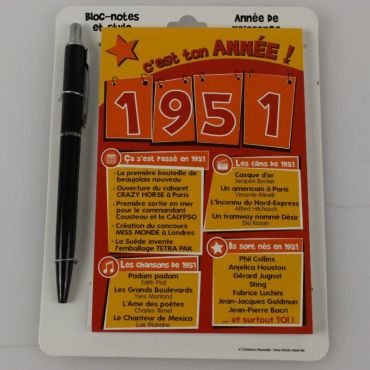 Bloc-notes
et stylo
Année de
naissance
c'est ton ANNÉE !
1951
Ça s'est passé en 1951
• La première bouteille de
beaujolais nouveau
• Ouverture du cabaret
CRAZY HORSE à Paris
• Première sortie en mer
pour le commandant
Cousteau et la CALYPSO
• Création du concours
MISS MONDE à Londres
• La Suède invente
l'emballage TETRA PAK
Les films de 1951
Casque d'or
Jacques Becker
Un americain à Paris
Vincente Minelli
L'Inconnu du Nord-Express
Alfred Hitchcock
Un tramway nommé Désir
Elia Kazan
Les chansons de 1951
Padam padam
Edith Piaf
Les Grands Boulevards
Yves Montand
L'Ame des poètes
Charles Trenet
Le Chanteur de Mexico
Luis Mariano
Ils sont nés en 1951
Phil Collins
Anjelica Houston
Gérard Jugnot
Sting
Fabrice Luchini
Jean-Jacques Goldman
Jean-Pierre Bacri
... et surtout TOI !